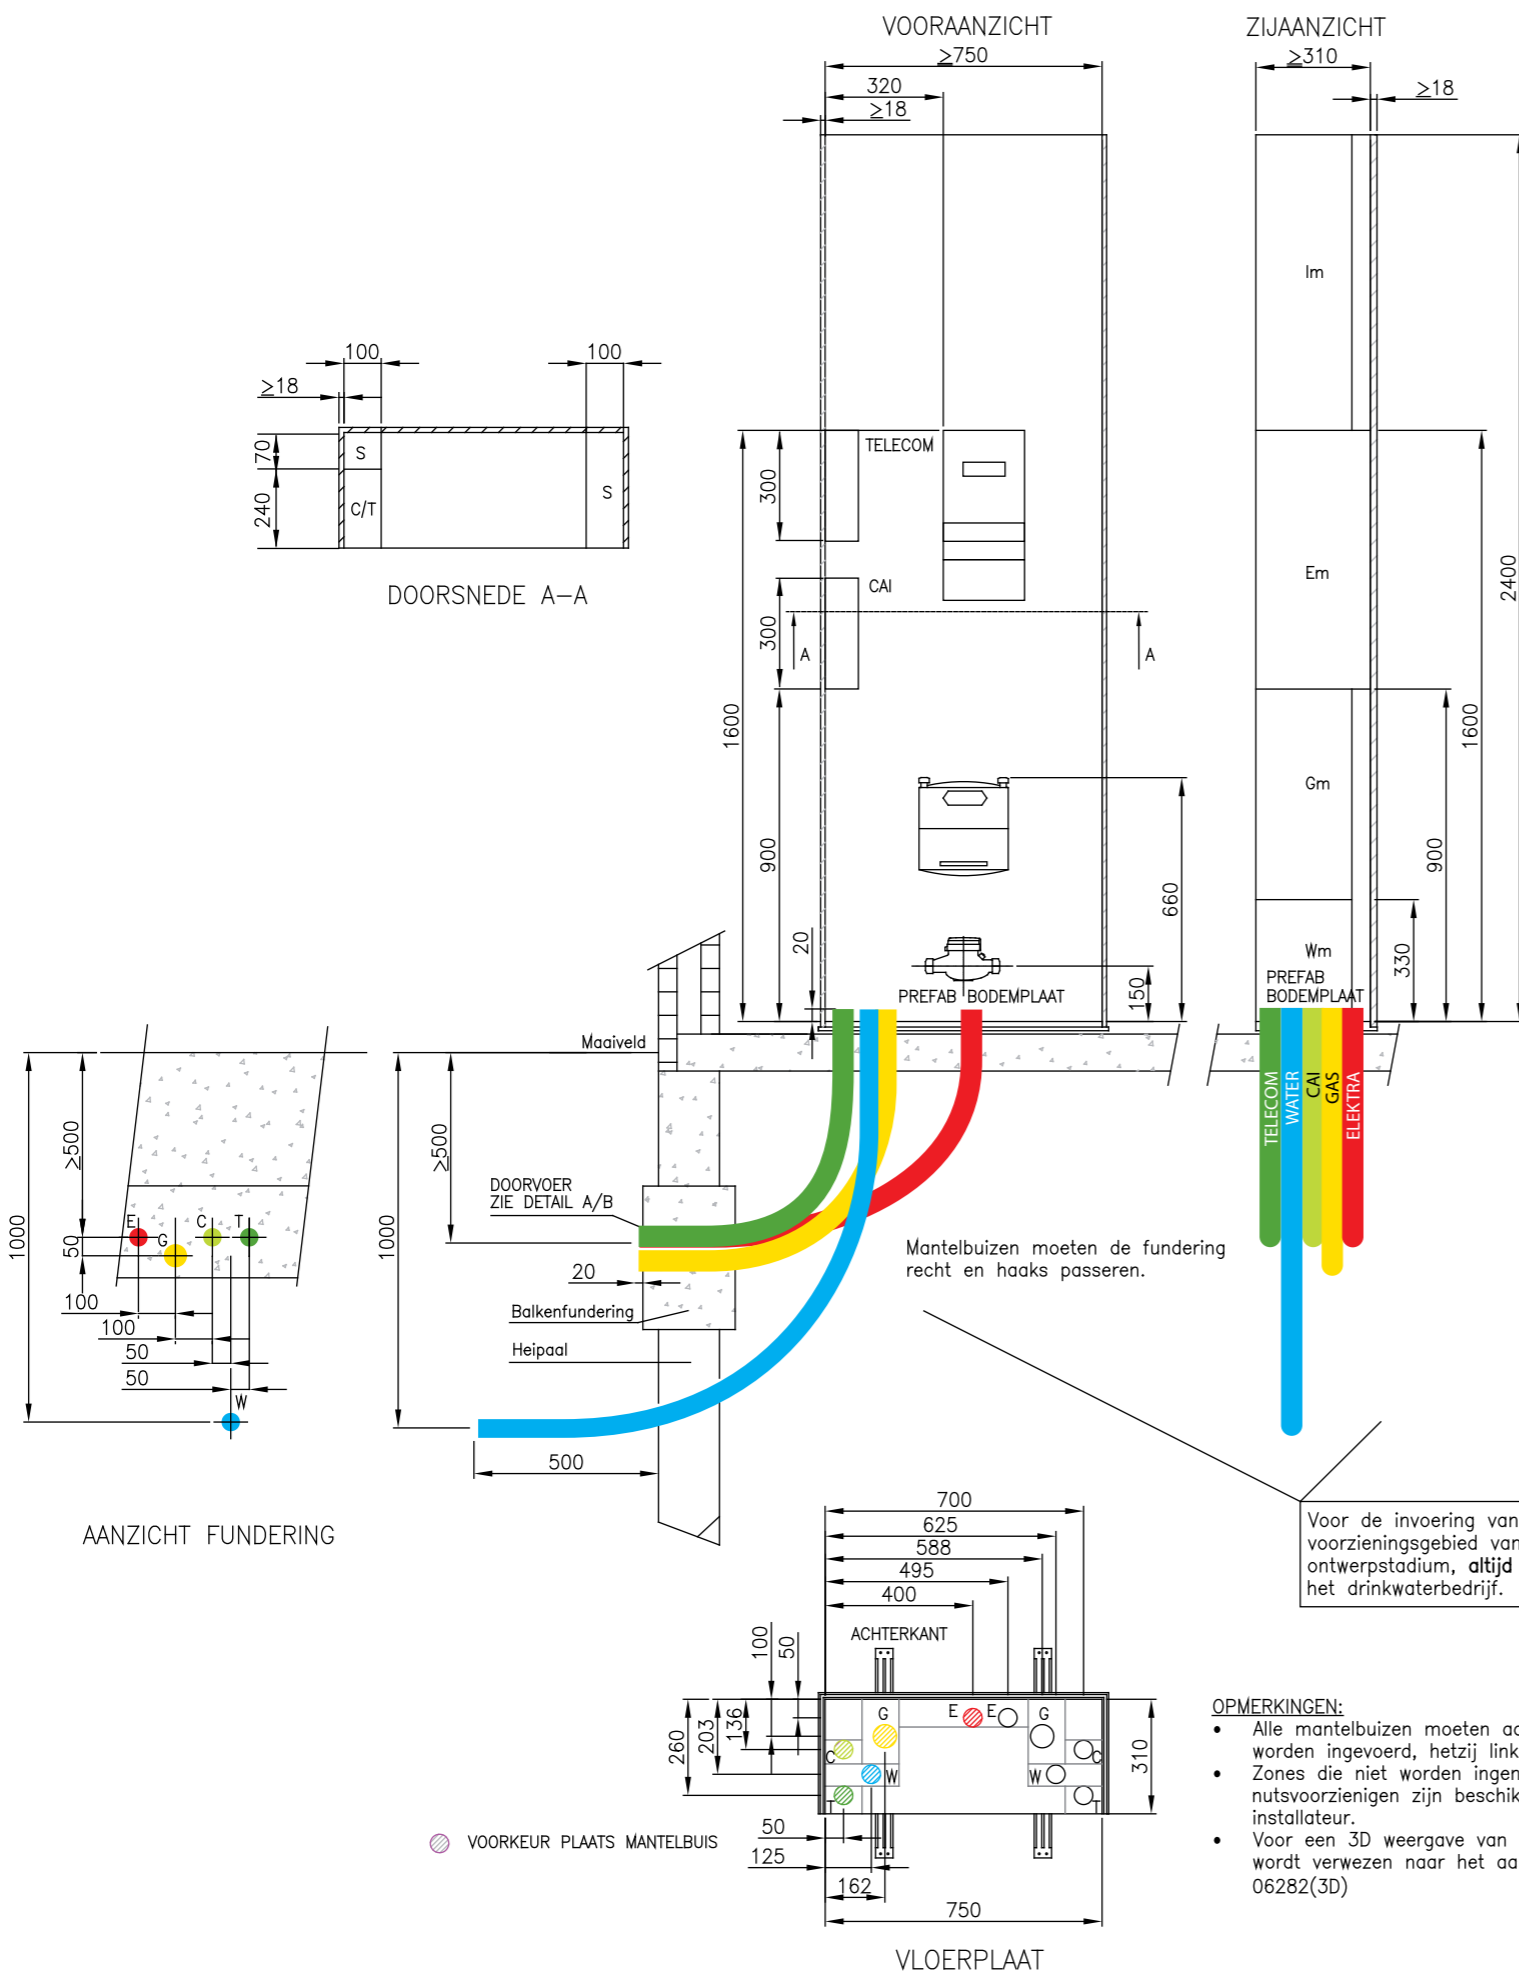 VOORAANZICHT
ZIJAANZICHT
≥750
≥310
320
≥18
≥18
Im
100
100
≥18
70
240
S
C/T
S
DOORSNEDE A-A
TELECOM
300
CAI
300
A
A
1600
900
20
660
150
PREFAB BODEMPLAAT
Em
Gm
Wm
PREFAB
BODEMPLAAT
2400
1600
900
330
Maaiveld
TELECOM
WATER
CAI
GAS
ELEKTRA
≥500
1000
50
E
G
C
T
100
100
50
50
W
AANZICHT FUNDERING
≥500
1000
DOORVOER
ZIE DETAIL A/B
20
Balkenfundering
Heipaal
500
Mantelbuizen moeten de fundering
recht en haaks passeren.
Voor de invoering van
voorzieningsgebied van
ontwerpstadium, altijd
het drinkwaterbedrijf.
700
625
588
495
400
ACHTERKANT
100
50
260
203
136
310
G
E
E
G
C
W
W
C
T
T
50
125
162
750
VLOERPLAAT
VOORKEUR PLAATS MANTELBUIS
OPMERKINGEN:
• Alle mantelbuizen moeten aa
worden ingevoerd, hetzij link
• Zones die niet worden ingen
nutsvoorzienigen zijn beschik
installateur.
• Voor een 3D weergave van
wordt verwezen naar het aa
06282(3D)